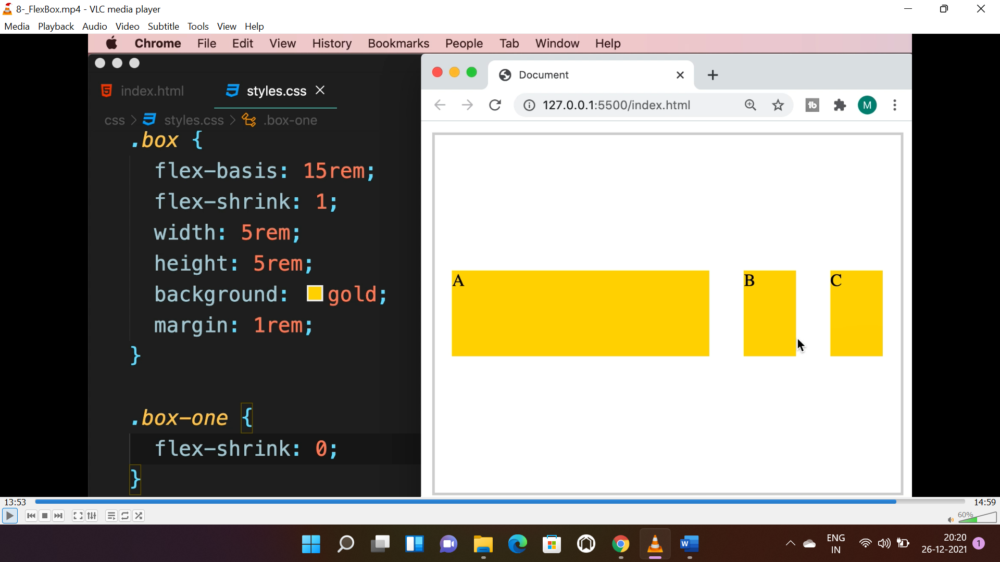 8-_FlexBox.mp4 - VLC media player
Media Playback Audio Video Subtitle Tools View Help
Chrome File Edit View History Bookmarks People Tab Window Help
index.html styles.css
Document
127.0.0.1:5500/index.html
M
css > styles.css > .box-one
.box {
flex-basis: 15rem;
flex-shrink: 1;
width: 5rem;
height: 5rem;
background: gold;
margin: 1rem;
}
.box-one {
flex-shrink: 0;
}
A
B
C
13:53
14:59
60%
ENG
IN
20:20
26-12-2021
1